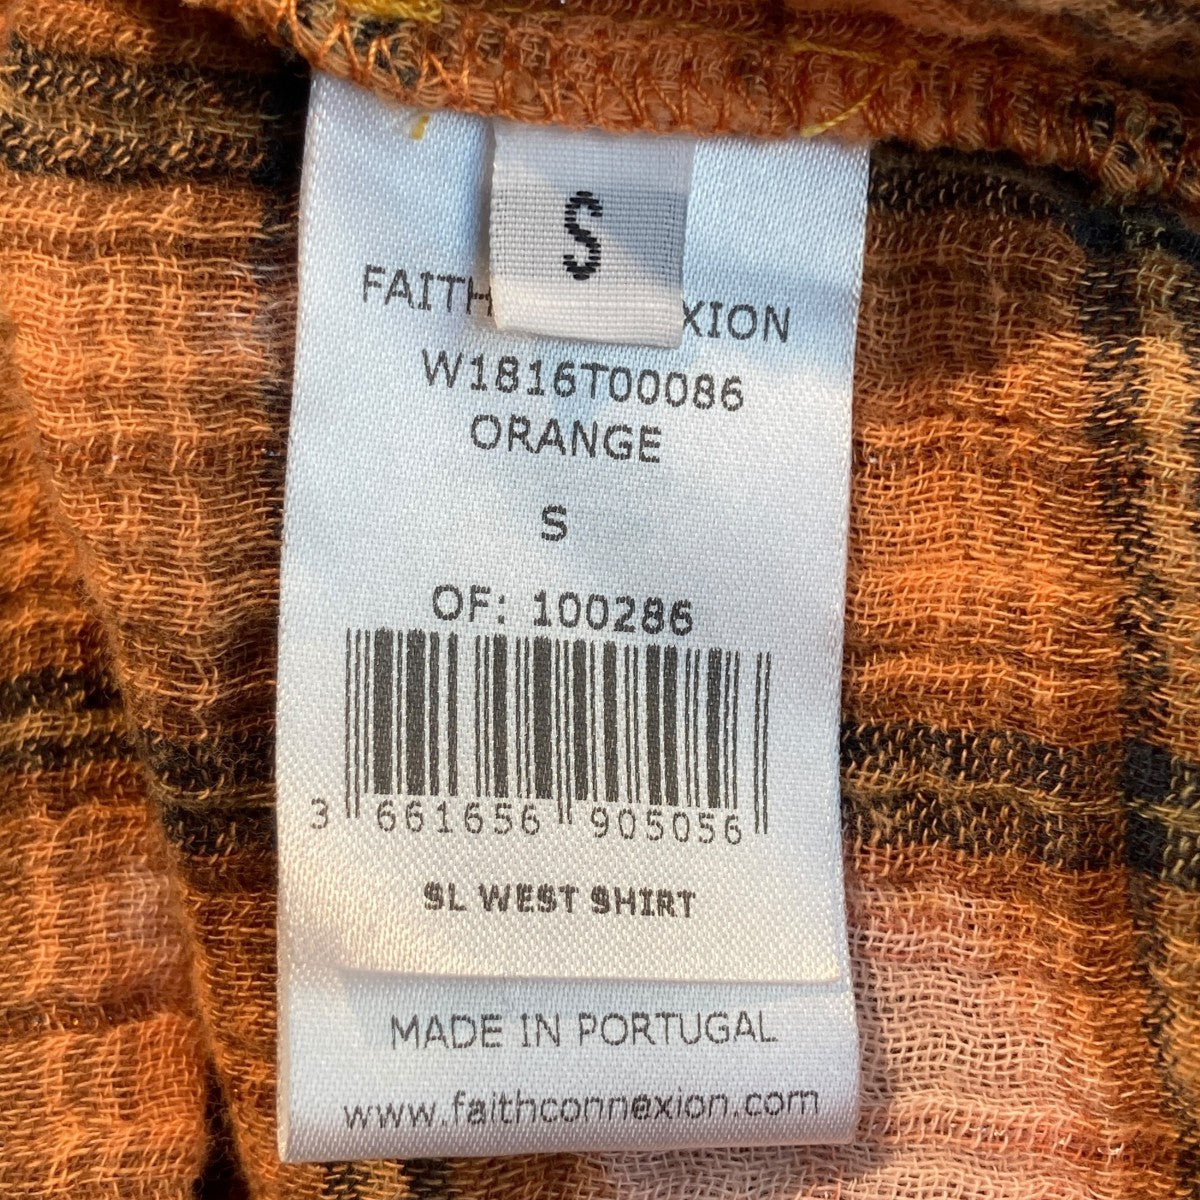 S
FAITH XION
W1816T00086
ORANGE
S
OF: 100286
3 661656 905056
SL WEST SHIRT
MADE IN PORTUGAL
www.faithconnexion.com